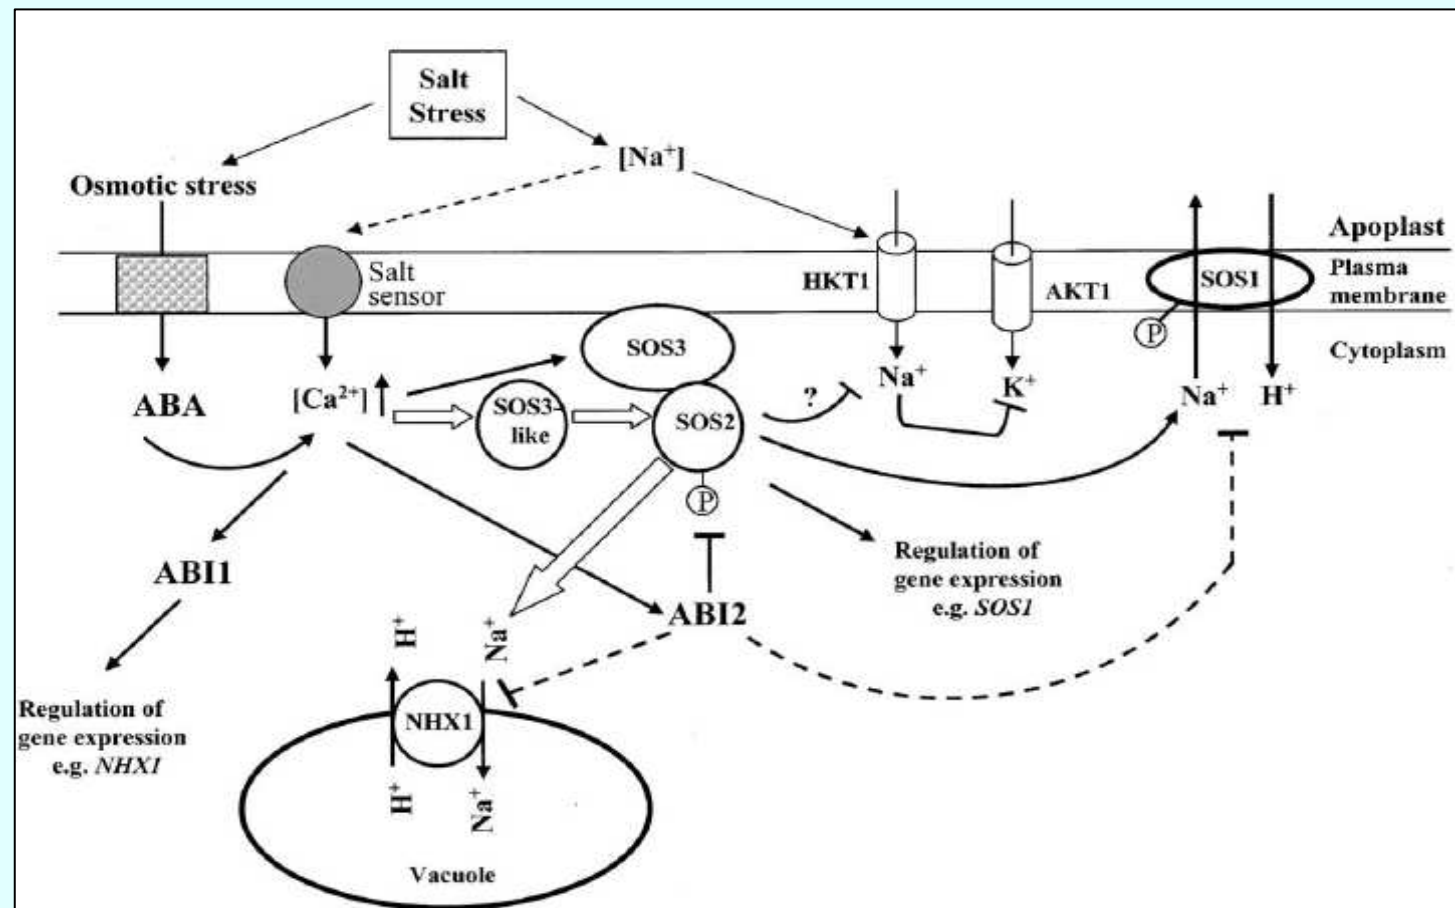 Salt
Stress
[Na⁺]
Osmotic stress
Apoplast
Salt
sensor
HKT1
AKT1
SOS1
Plasma
membrane
P
Cytoplasm
SOS3
ABA
[Ca²⁺]
SOS3-
like
SOS2
?
Na⁺
K⁺
Na⁺
H⁺
P
ABI1
Regulation of
gene expression
e.g. SOS1
ABI2
H⁺
Na⁺
Regulation of
gene expression
e.g. NHX1
NHX1
H⁺
Na⁺
Vacuole